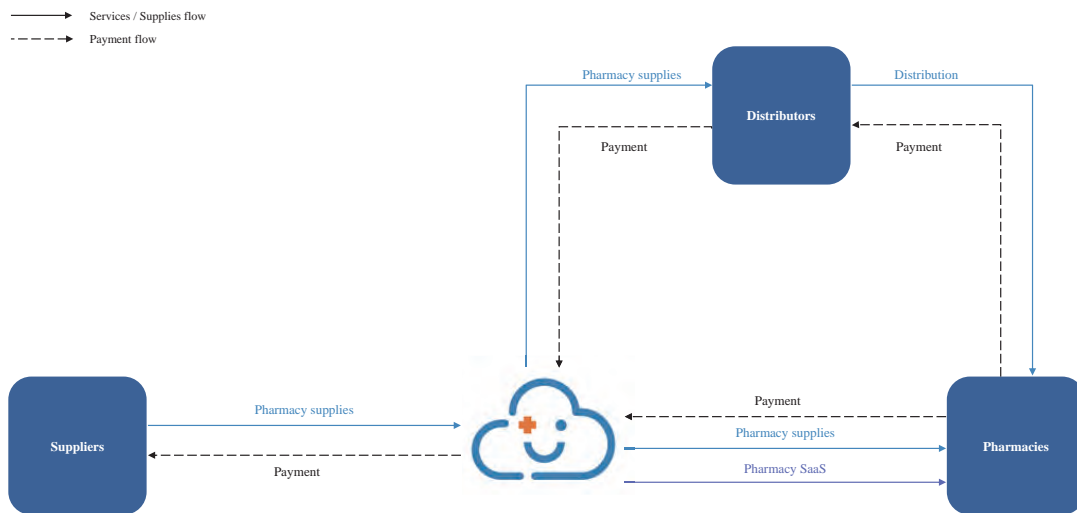 Services / Supplies flow
Payment flow
Pharmacy supplies
Distribution
Distributors
Payment
Payment
Payment
Pharmacy supplies
Pharmacy supplies
Suppliers
Pharmacies
Payment
Pharmacy SaaS